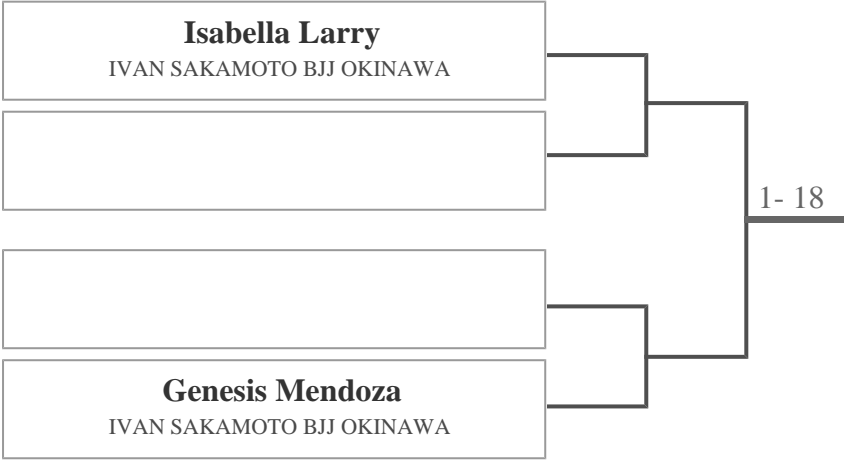 Isabella Larry
IVAN SAKAMOTO BJJ OKINAWA
1- 18
Genesis Mendoza
IVAN SAKAMOTO BJJ OKINAWA